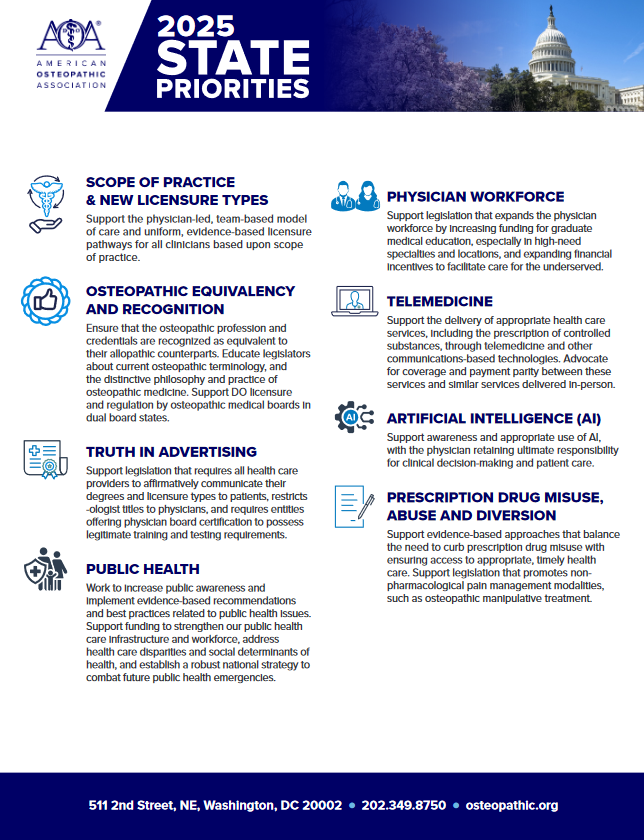 AOA
AMERICAN
OSTEOPATHIC
ASSOCIATION
2025
STATE
PRIORITIES
SCOPE OF PRACTICE
& NEW LICENSURE TYPES
Support the physician-led, team-based model
of care and uniform, evidence-based licensure
pathways for all clinicians based upon scope
of practice.
OSTEOPATHIC EQUIVALENCY
AND RECOGNITION
Ensure that the osteopathic profession and
credentials are recognized as equivalent to
their allopathic counterparts. Educate legislators
about current osteopathic terminology, and
the distinctive philosophy and practice of
osteopathic medicine. Support DO licensure
and regulation by osteopathic medical boards in
dual board states.
TRUTH IN ADVERTISING
Support legislation that requires all health care
providers to affirmatively communicate their
degrees and licensure types to patients, restricts
-ologist titles to physicians, and requires entities
offering physician board certification to possess
legitimate training and testing requirements.
PUBLIC HEALTH
Work to increase public awareness and
implement evidence-based recommendations
and best practices related to public health issues.
Support funding to strengthen our public health
care infrastructure and workforce, address
health care disparities and social determinants of
health, and establish a robust national strategy to
combat future public health emergencies.
PHYSICIAN WORKFORCE
Support legislation that expands the physician
workforce by increasing funding for graduate
medical education, especially in high-need
specialties and locations, and expanding financial
incentives to facilitate care for the underserved.
TELEMEDICINE
Support the delivery of appropriate health care
services, including the prescription of controlled
substances, through telemedicine and other
communications-based technologies. Advocate
for coverage and payment parity between these
services and similar services delivered in-person.
AI
ARTIFICIAL INTELLIGENCE (AI)
Support awareness and appropriate use of AI,
with the physician retaining ultimate responsibility
for clinical decision-making and patient care.
PRESCRIPTION DRUG MISUSE,
ABUSE AND DIVERSION
Support evidence-based approaches that balance
the need to curb prescription drug misuse with
ensuring access to appropriate, timely health
care. Support legislation that promotes non-
pharmacological pain management modalities,
such as osteopathic manipulative treatment.
511 2nd Street, NE, Washington, DC 20002 • 202.349.8750 • osteopathic.org